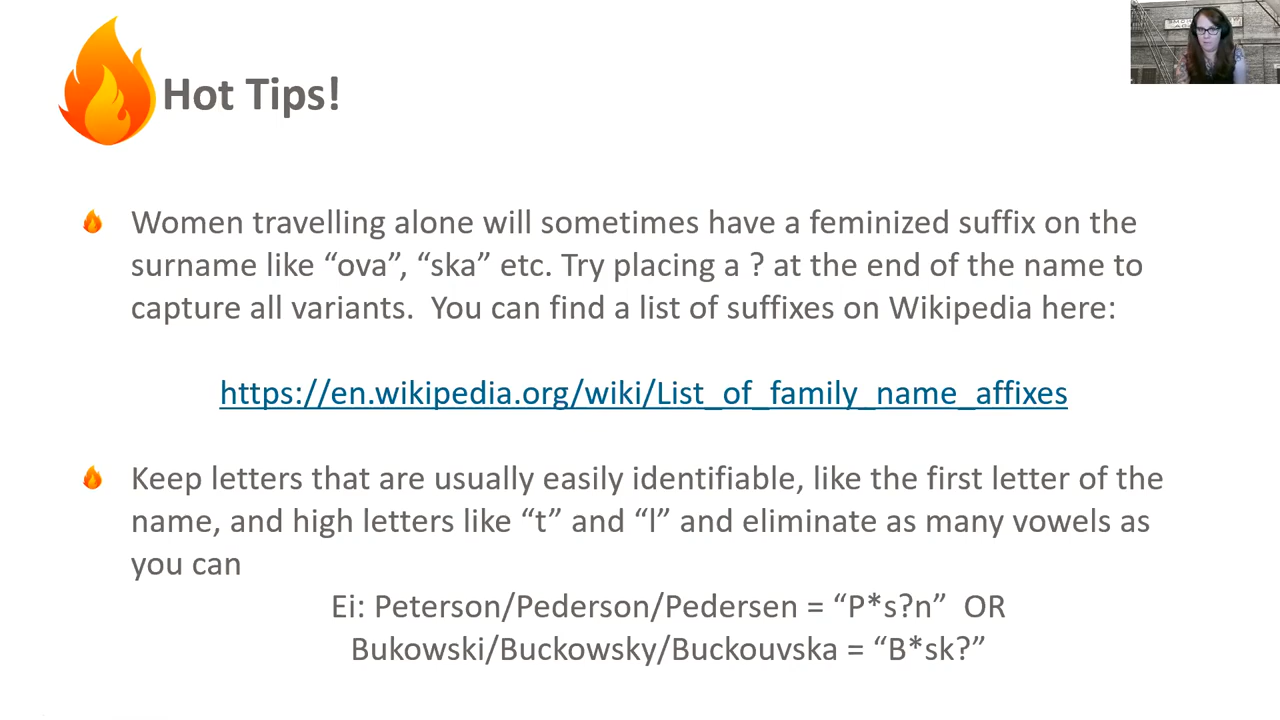 Hot Tips!
Women travelling alone will sometimes have a feminized suffix on the
surname like “ova”, “ska” etc. Try placing a ? at the end of the name to
capture all variants.  You can find a list of suffixes on Wikipedia here:
https://en.wikipedia.org/wiki/List_of_family_name_affixes
Keep letters that are usually easily identifiable, like the first letter of the
name, and high letters like “t” and “l” and eliminate as many vowels as
you can
Ei: Peterson/Pederson/Pedersen = “P*s?n”  OR
Bukowski/Buckowsky/Buckouvska = “B*sk?”